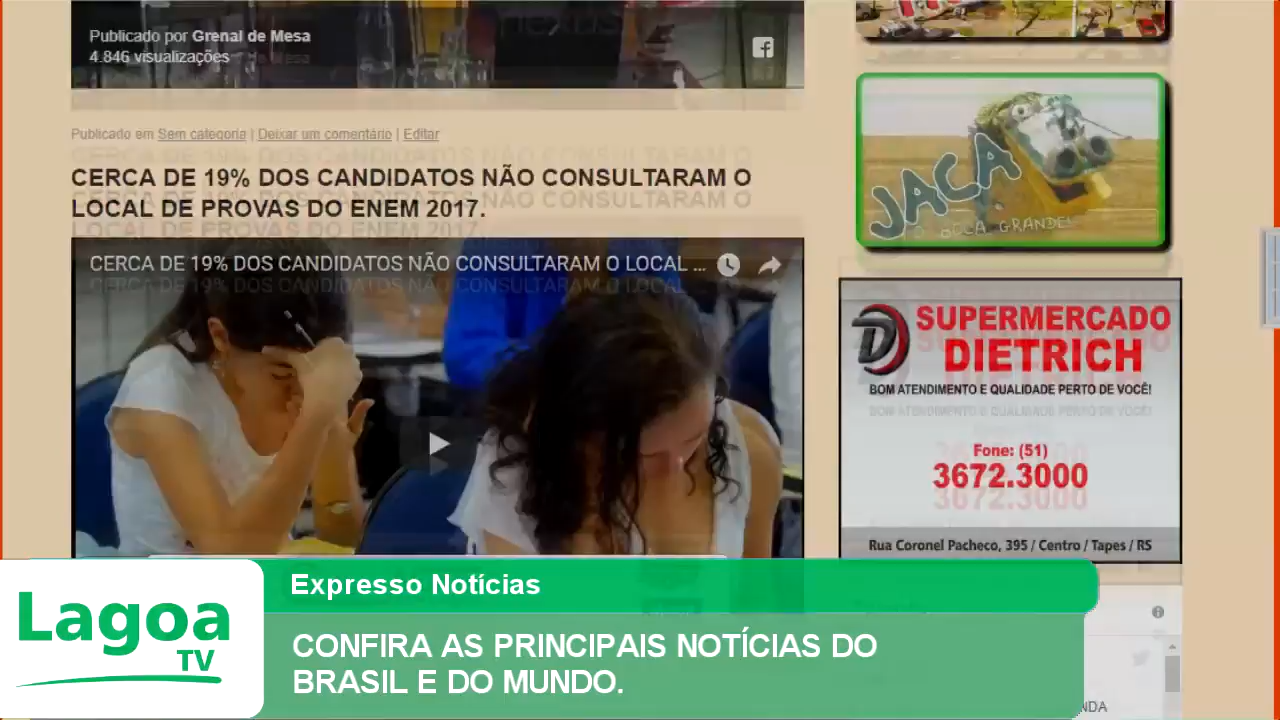 Publicado por Grenal de Mesa
4.846 visualizações
Publicado em Sem categoria | Deixar um comentário | Editar
CERCA DE 19% DOS CANDIDATOS NÃO CONSULTARAM O
LOCAL DE PROVAS DO ENEM 2017.
CERCA DE 19% DOS CANDIDATOS NÃO CONSULTARAM O LOCAL ...
JACA
BOCA GRANDE
D SUPERMERCADO
DIETRICH
BOM ATENDIMENTO E QUALIDADE PERTO DE VOCÊ!
Fone: (51)
3672.3000
Rua Coronel Pacheco, 395 / Centro / Tapes / RS
Lagoa
TV
Expresso Notícias
CONFIRA AS PRINCIPAIS NOTÍCIAS DO
BRASIL E DO MUNDO.